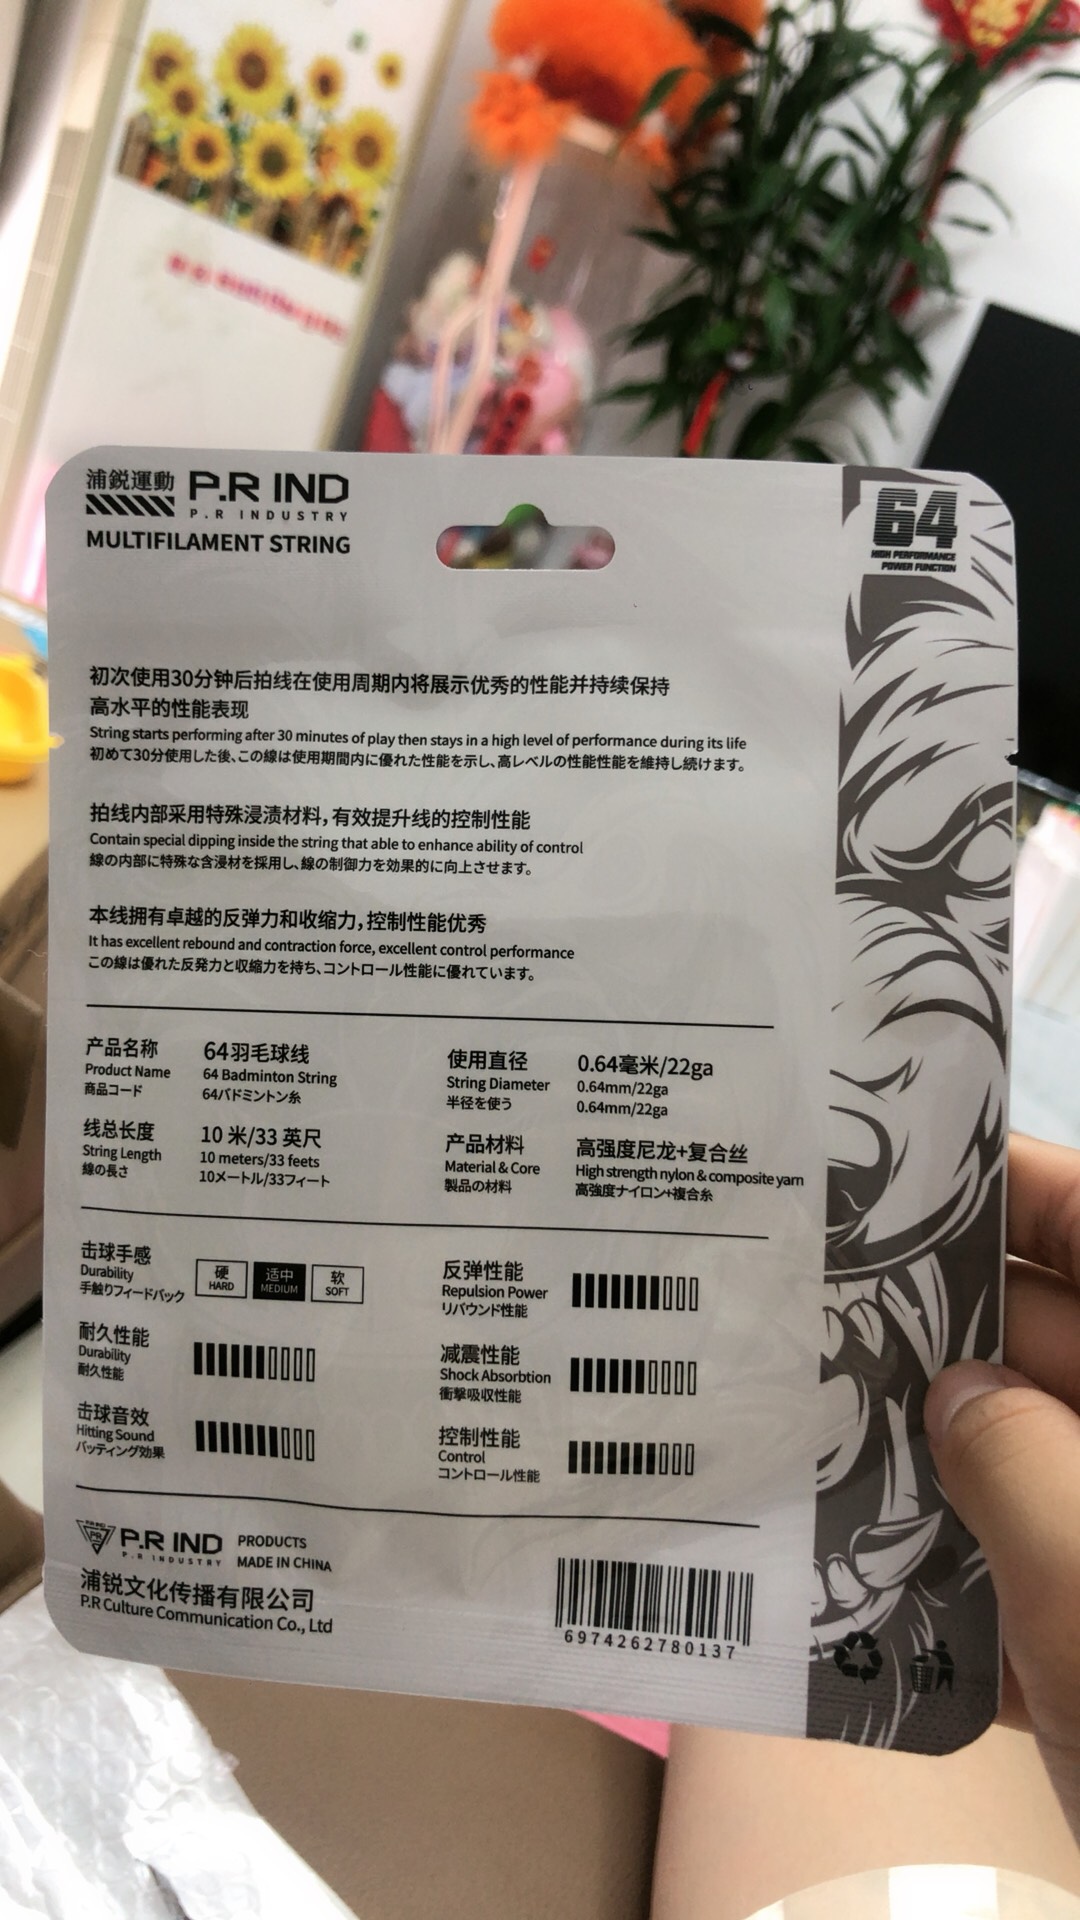 浦鋭運動 P.R IND
P.R INDUSTRY
MULTIFILAMENT STRING
64
HIGH PERFORMANCE
POWER FUNCTION
初次使用30分钟后拍线在使用周期内将展示优秀的性能并持续保持
高水平的性能表现
String starts performing after 30 minutes of play then stays in a high level of performance during its life
初めて30分使用した後、この線は使用期間内に優れた性能を示し、高レベルの性能性能を維持し続けます。
拍线内部采用特殊浸渍材料，有效提升线的控制性能
Contain special dipping inside the string that able to enhance ability of control
線の内部に特殊な含浸材を採用し、線の制御力を効果的に向上させます。
本线拥有卓越的反弹力和收缩力，控制性能优秀
It has excellent rebound and contraction force, excellent control performance
この線は優れた反発力と収縮力を持ち、コントロール性能に優れています。
产品名称 64羽毛球线
Product Name 64 Badminton String
商品コード 64バドミントン糸
使用直径 0.64毫米/22ga
String Diameter 0.64mm/22ga
半径を使う 0.64mm/22ga
线总长度 10 米/33 英尺
String Length 10 meters/33 feets
線の長さ 10メートル/33フィート
产品材料 高强度尼龙+复合丝
Material & Core High strength nylon & composite yarn
製品の材料 高強度ナイロン+複合糸
击球手感 硬 适中 软
Durability HARD MEDIUM SOFT
手触りフィードバック
反弹性能
Repulsion Power
リバウンド性能
耐久性能
Durability
耐久性能
减震性能
Shock Absorbtion
衝撃吸収性能
击球音效
Hitting Sound
バッティング効果
控制性能
Control
コントロール性能
P.R IND PRODUCTS
P.R INDUSTRY MADE IN CHINA
浦锐文化传播有限公司
P.R Culture Communication Co., Ltd
6974262780137